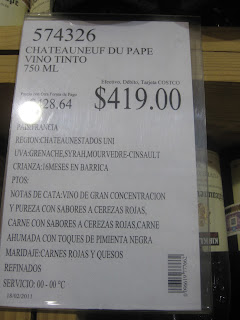 574326
CHATEAUNEUF DU PAPE
VINO TINTO
750 ML
Efectivo, Débito, Tarjeta COSTCO
28.64
$419.00
FRANCIA
REGION:CHATEAUNESTADOS UNI
UVA:GRENACHE,SYRAH,MOURVEDRE-CINSAULT
CRIANZA:16MESES EN BARRICA
PTOS:
NOTAS DE CATA:VINO DE GRAN CONCENTRACION
Y PUREZA CON SABORES A CEREZAS ROJAS,
CARNE CON SABORES A CEREZAS ROJAS,CARNE
AHUMADA CON TOQUES DE PIMIENTA NEGRA
MARIDAJE:CARNES ROJAS Y QUESOS
REFINADOS
SERVICIO: 00 - 00 °C